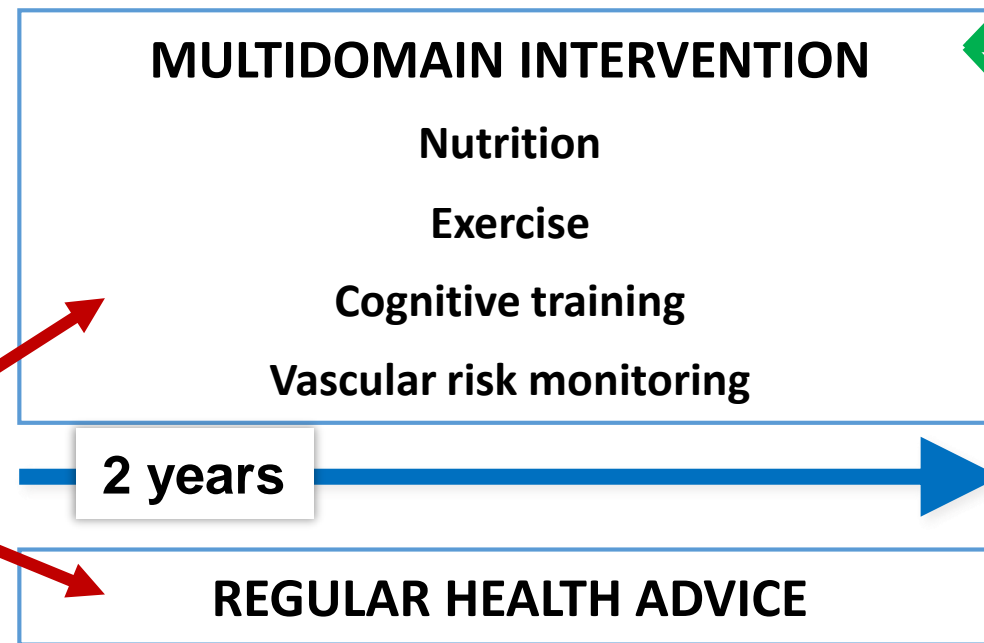 MULTIDOMAIN INTERVENTION
Nutrition
Exercise
Cognitive training
Vascular risk monitoring
2 years
REGULAR HEALTH ADVICE